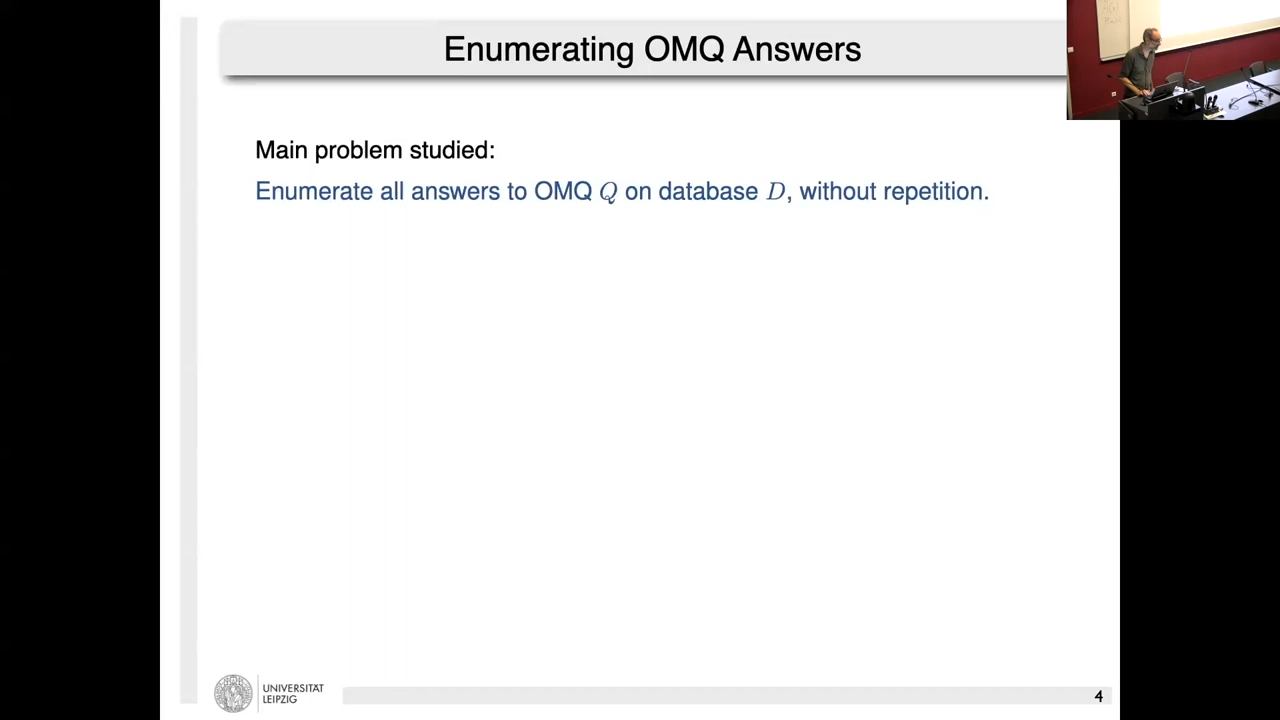 Enumerating OMQ Answers
Main problem studied:
Enumerate all answers to OMQ Q on database D, without repetition.
UNIVERSITÄT
LEIPZIG
4